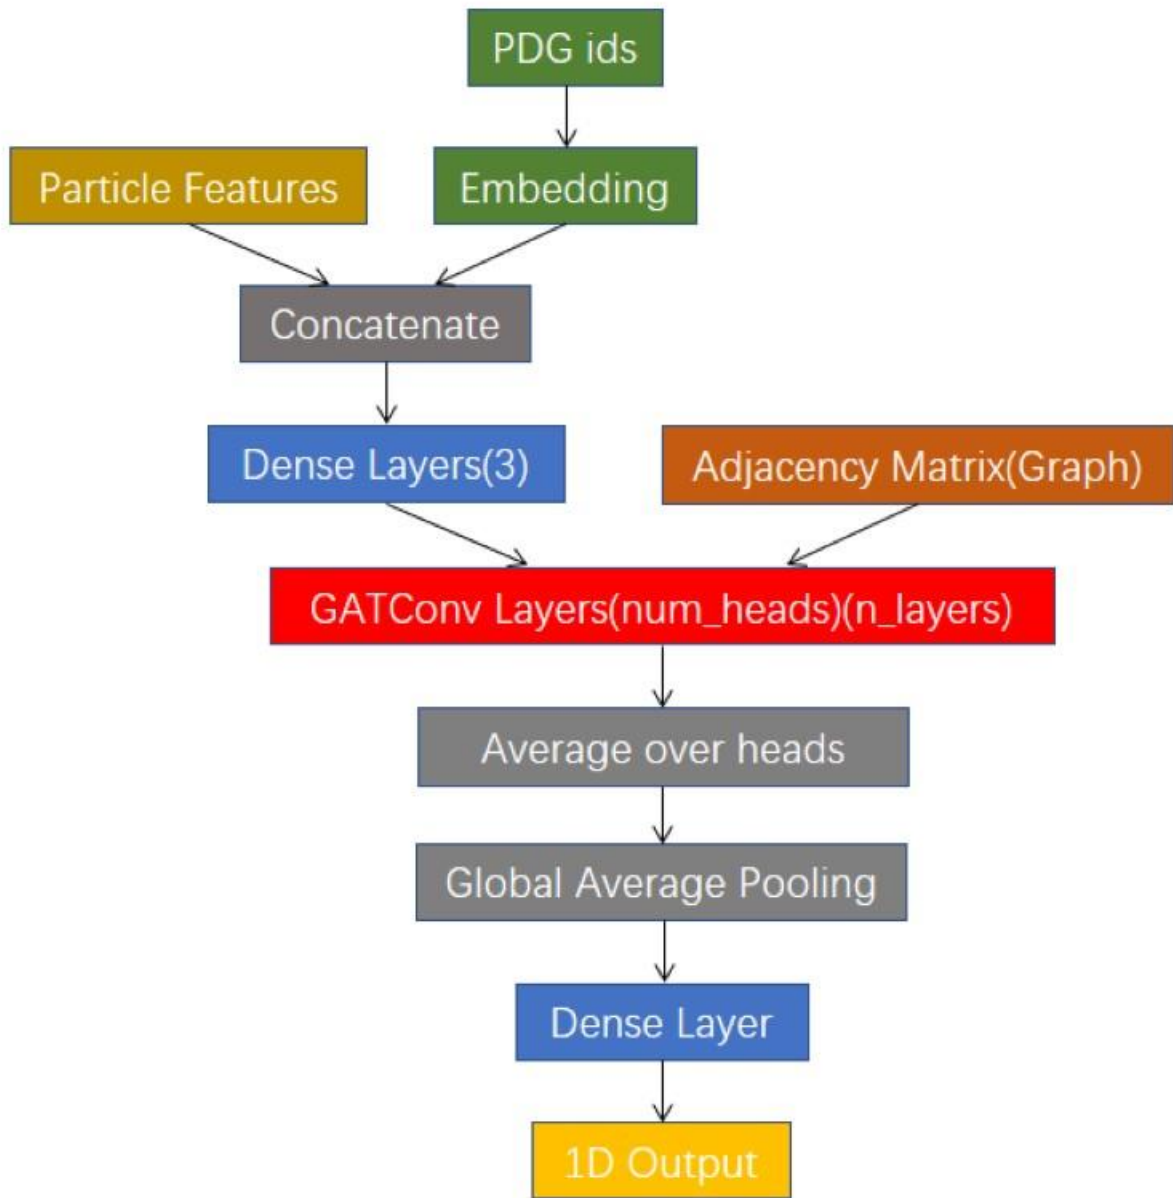 PDG ids
Particle Features
Embedding
Concatenate
Dense Layers(3)
Adjacency Matrix(Graph)
GATConv Layers(num_heads)(n_layers)
Average over heads
Global Average Pooling
Dense Layer
1D Output